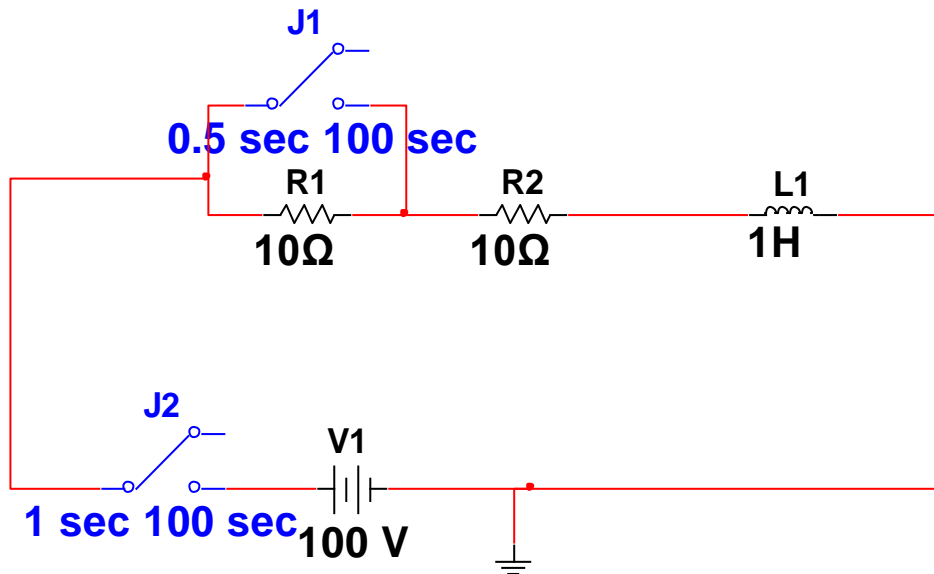 J1
0.5 sec 100 sec
R1
10Ω
R2
10Ω
L1
1H
J2
1 sec 100 sec
V1
100 V